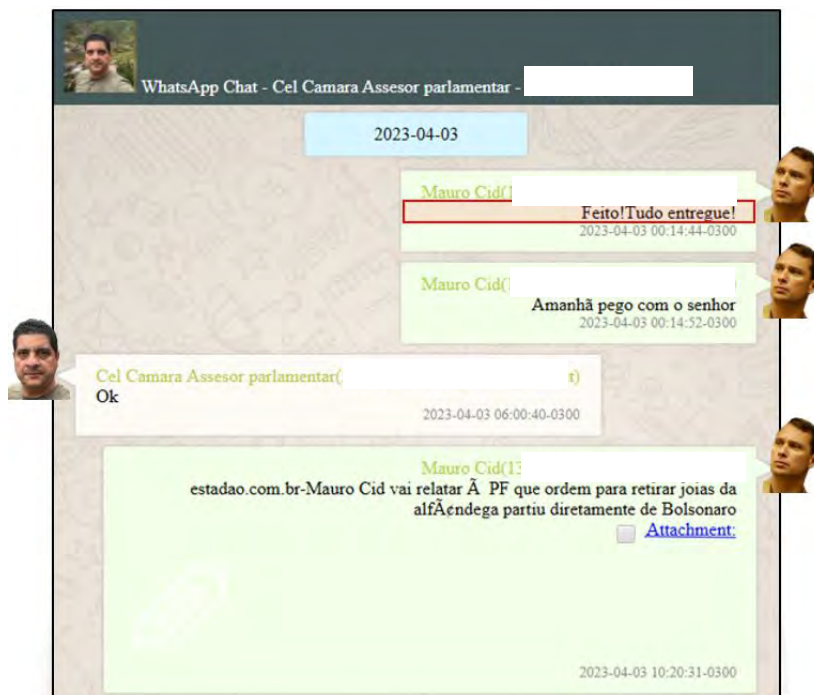 WhatsApp Chat - Cel Camara Assesor parlamentar -
2023-04-03
Mauro Cid(1
Feito!Tudo entregue!
2023-04-03 00:14:44-0300
Mauro Cid(
Amanhã pego com o senhor
2023-04-03 00:14:52-0300
Cel Camara Assesor parlamentar(
Ok
2023-04-03 06:00:40-0300
Mauro Cid(13
estadao.com.br-Mauro Cid vai relatar Ã PF que ordem para retirar joias da
alfÃ¢ndega partiu diretamente de Bolsonaro
Attachment:
2023-04-03 10:20:31-0300